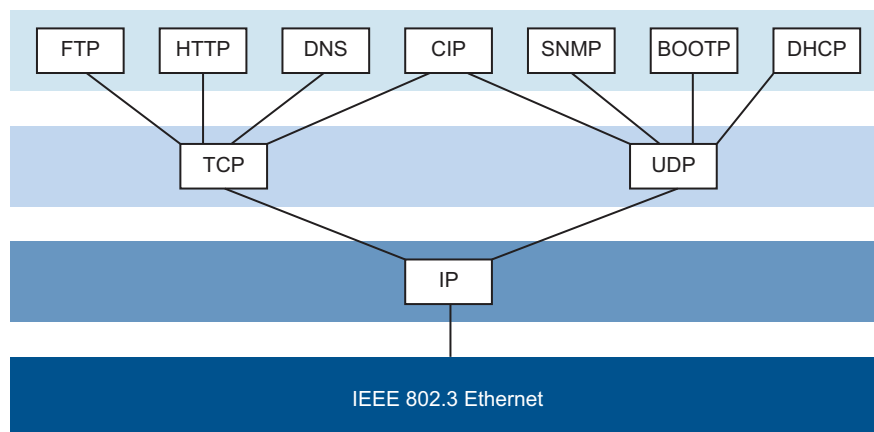 FTP HTTP DNS CIP SNMP BOOTP DHCP
TCP UDP
IP
IEEE 802.3 Ethernet